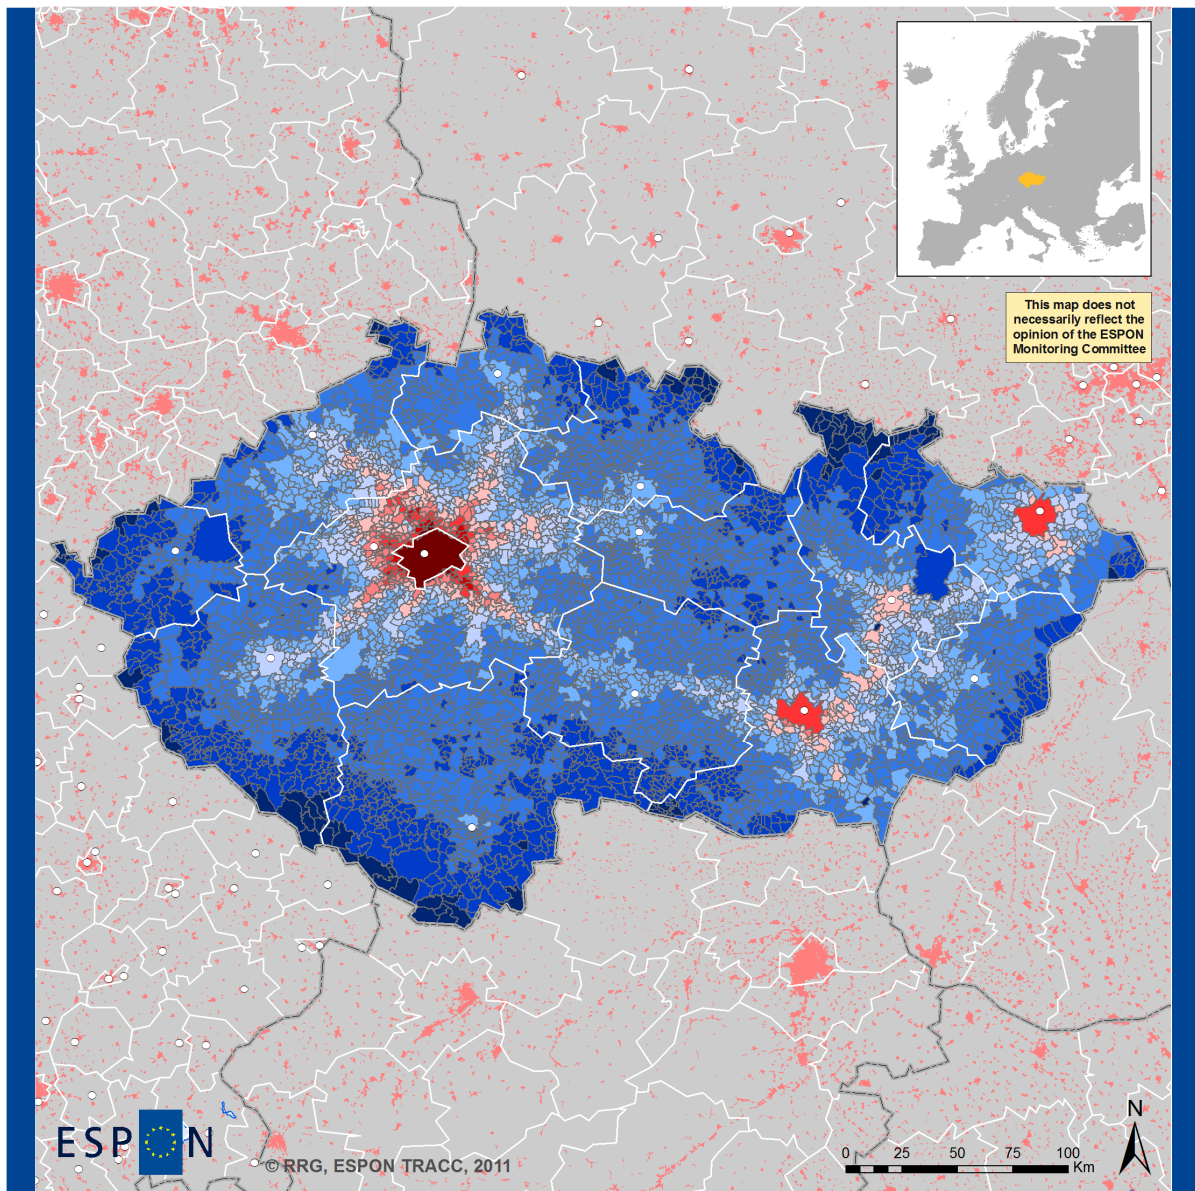 This map does not
necessarily reflect the
opinion of the ESPON
Monitoring Committee
N
0 25 50 75 100
Km
ESPON
© RRG, ESPON TRACC, 2011